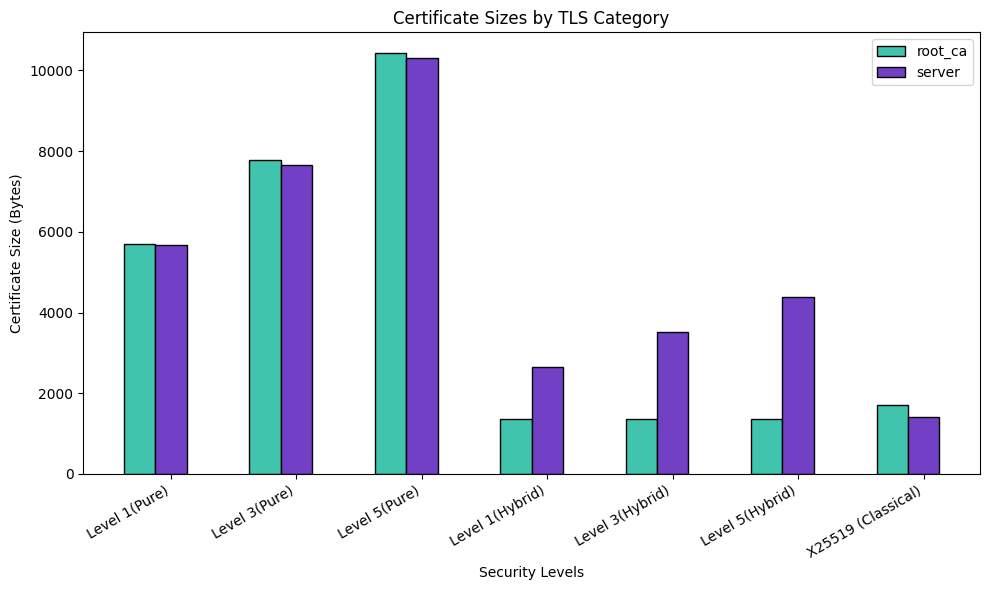 Certificate Sizes by TLS Category
root_ca
server
Certificate Size (Bytes)
10000
8000
6000
4000
2000
0
Level 1(Pure)
Level 3(Pure)
Level 5(Pure)
Level 1(Hybrid)
Level 3(Hybrid)
Level 5(Hybrid)
X25519 (Classical)
Security Levels